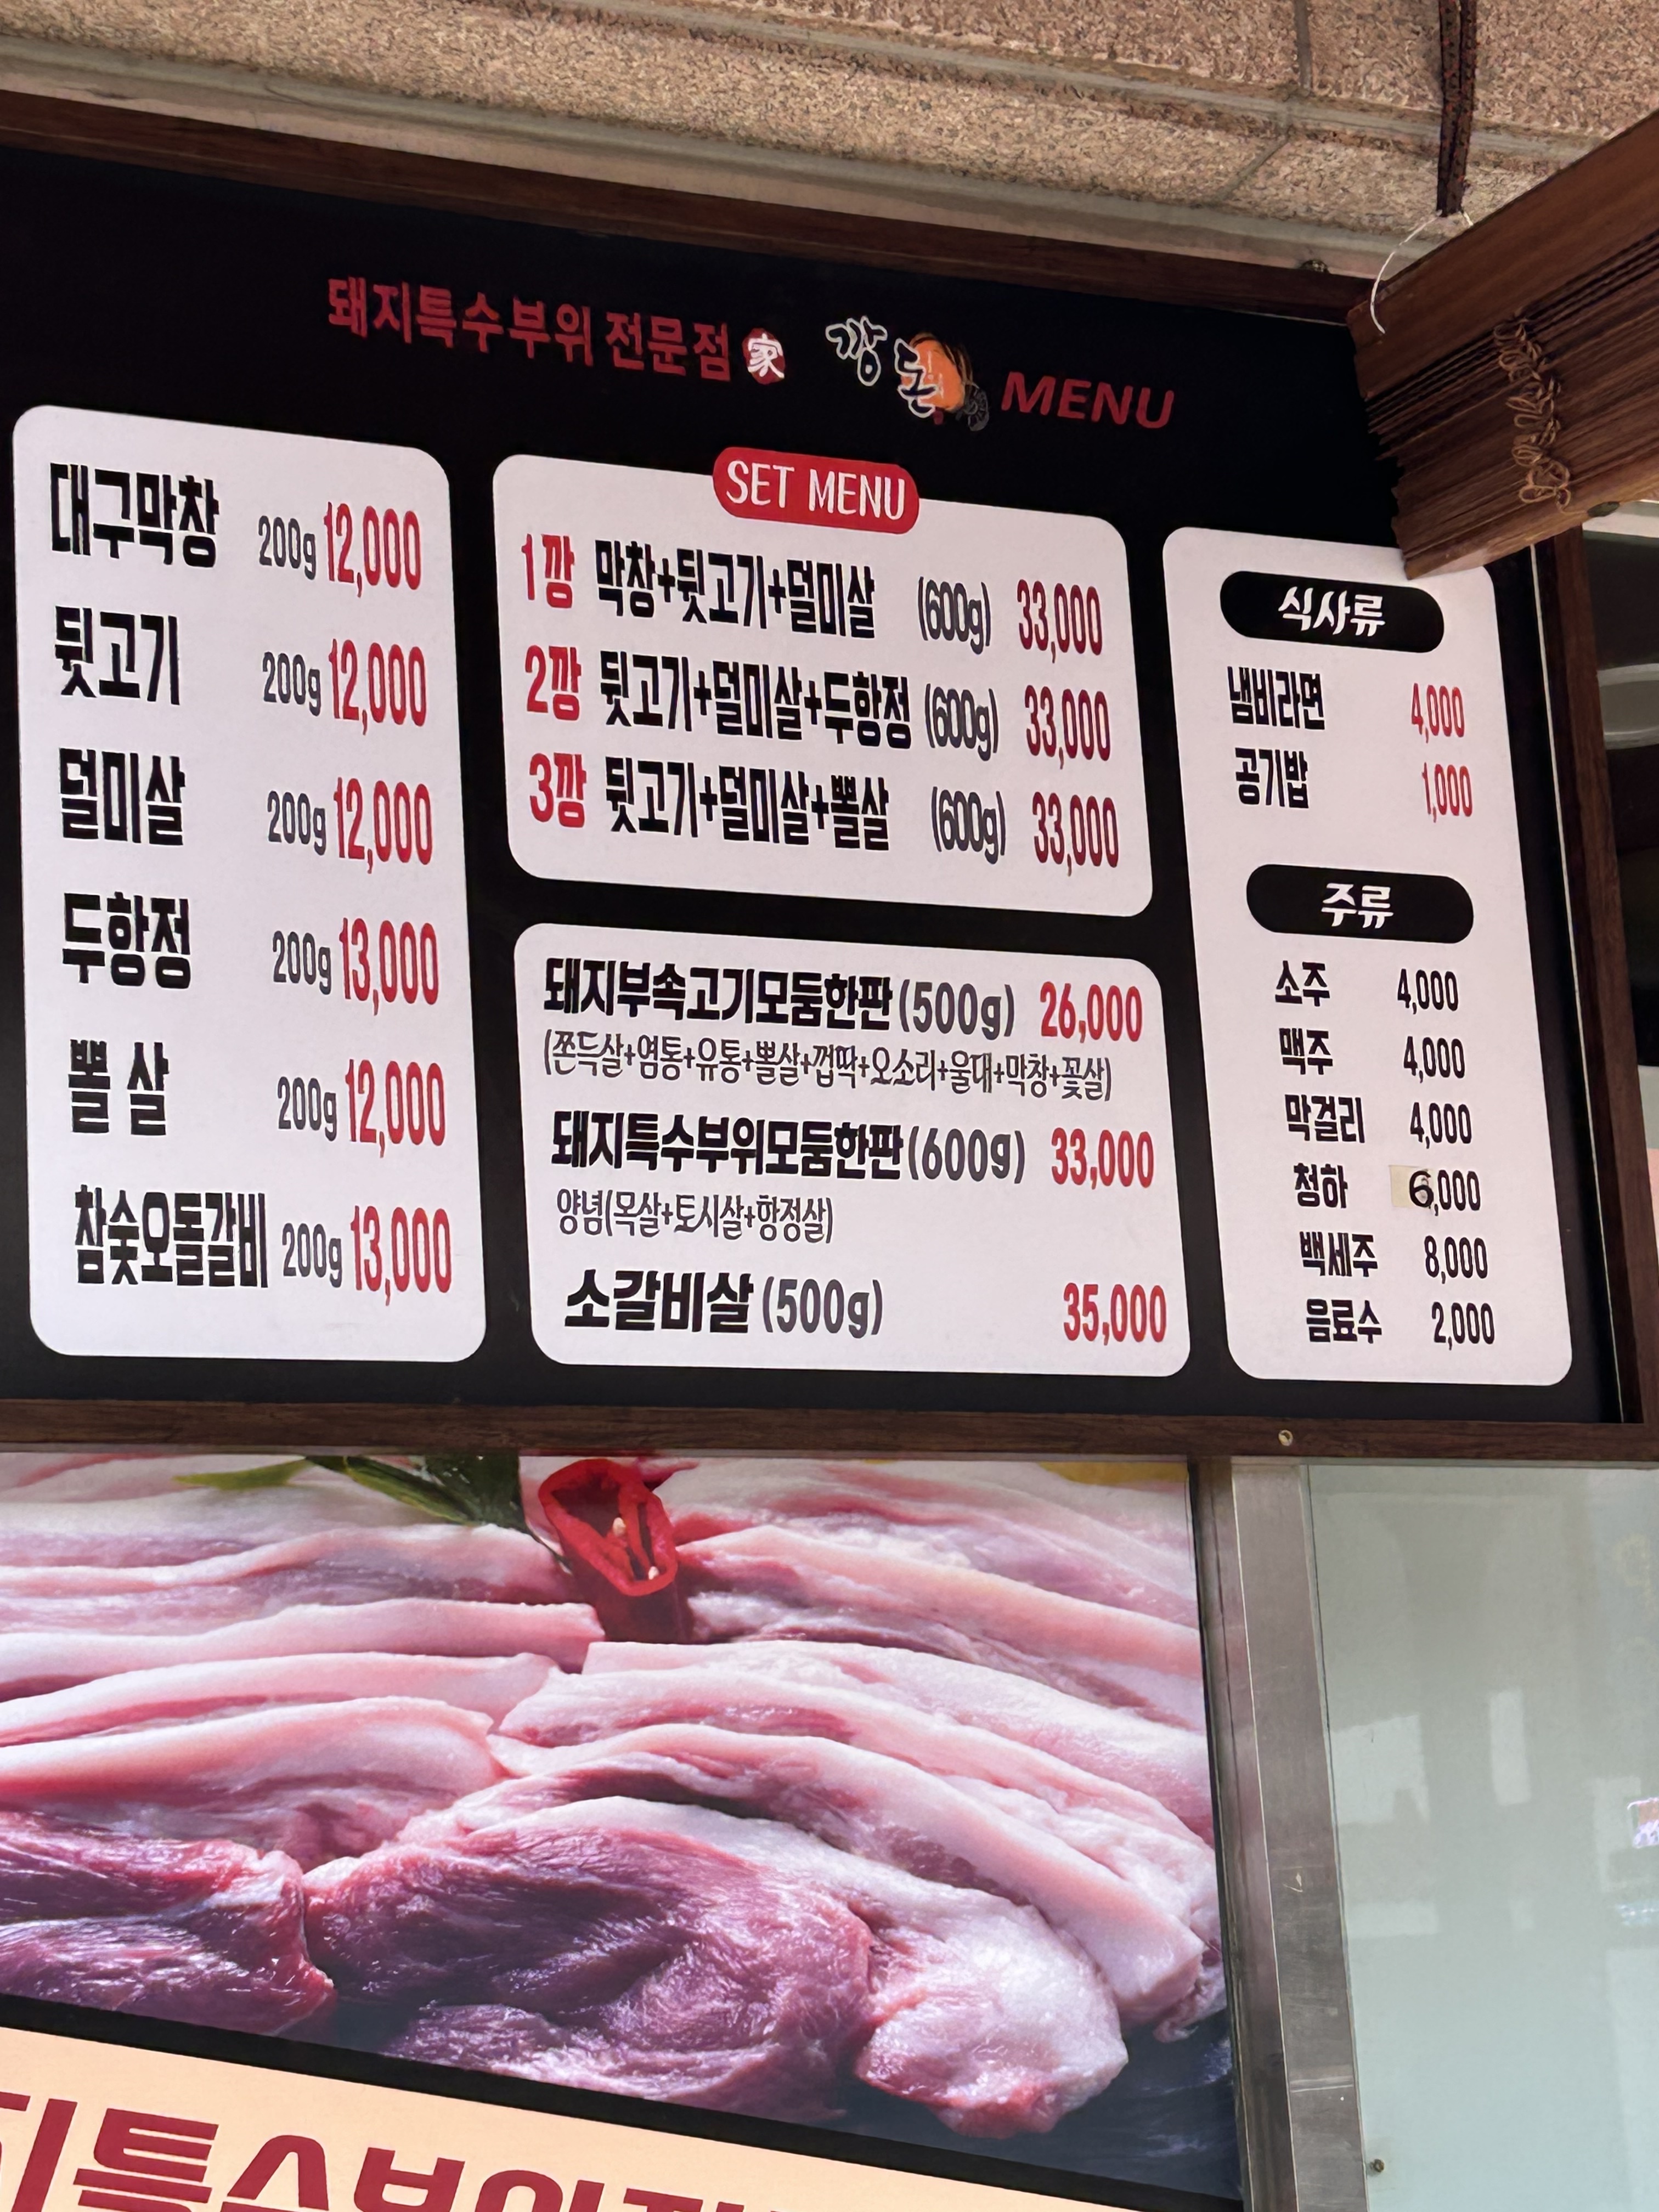 돼지특수부위 전문점 家 깡돈 MENU
대구막창 200g 12,000
뒷고기 200g 12,000
덜미살 200g 12,000
두항정 200g 13,000
뽈 살 200g 12,000
참숯오돌갈비 200g 13,000
SET MENU
1깡 막창+뒷고기+덜미살 (600g) 33,000
2깡 뒷고기+덜미살+두항정 (600g) 33,000
3깡 뒷고기+덜미살+뽈살 (600g) 33,000
돼지부속고기모둠한판(500g) 26,000
(쫀득살+염통+유통+뽈살+껍딱+오소리+울대+막창+꽃살)
돼지특수부위모둠한판(600g) 33,000
양념(목살+토시살+항정살)
소갈비살(500g) 35,000
식사류
냄비라면 4,000
공기밥 1,000
주류
소주 4,000
맥주 4,000
막걸리 4,000
청하 6,000
백세주 8,000
음료수 2,000
지특수부위